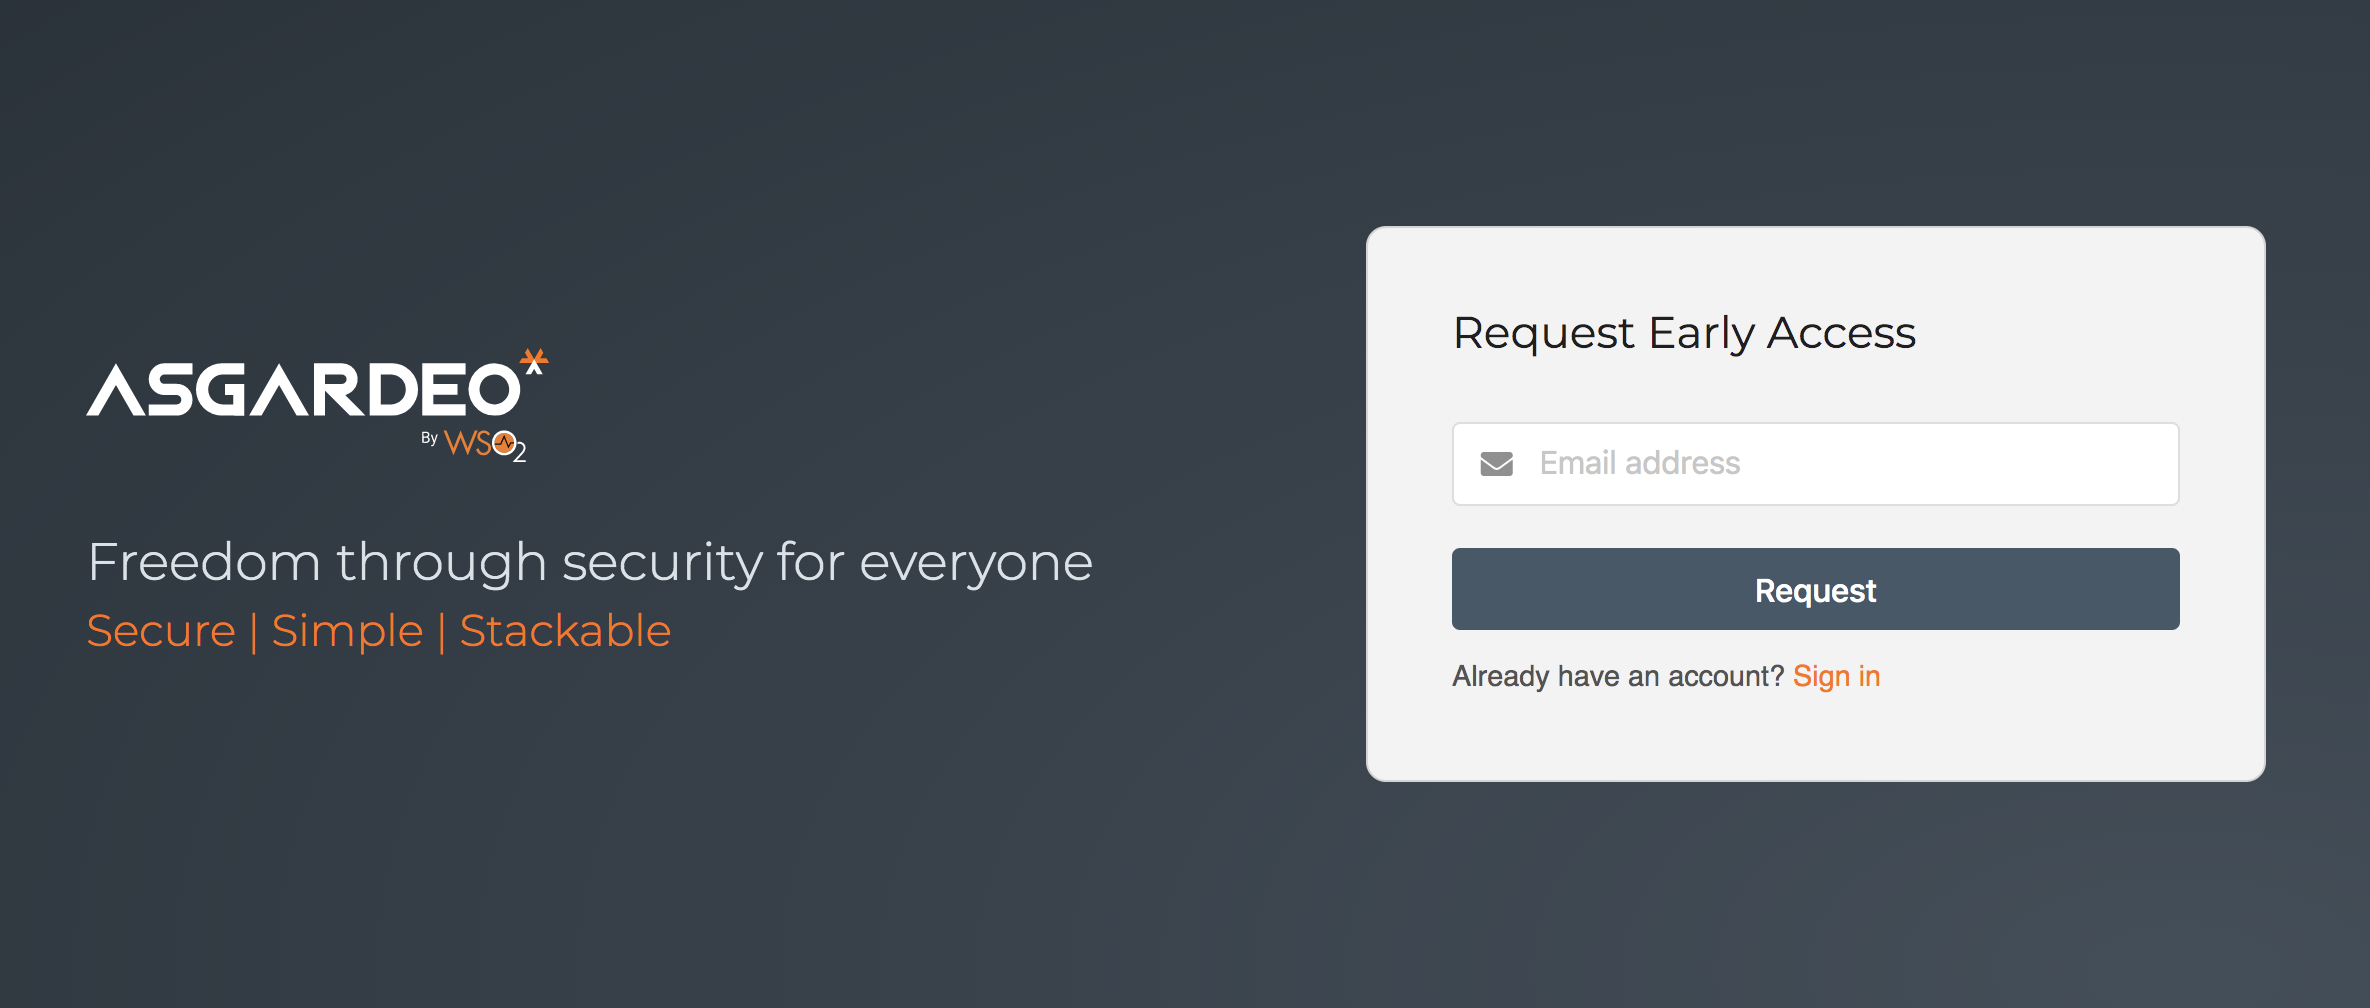 ASGARDEO
By WSO2
Freedom through security for everyone
Secure | Simple | Stackable
Request Early Access
Email address
Request
Already have an account? Sign in